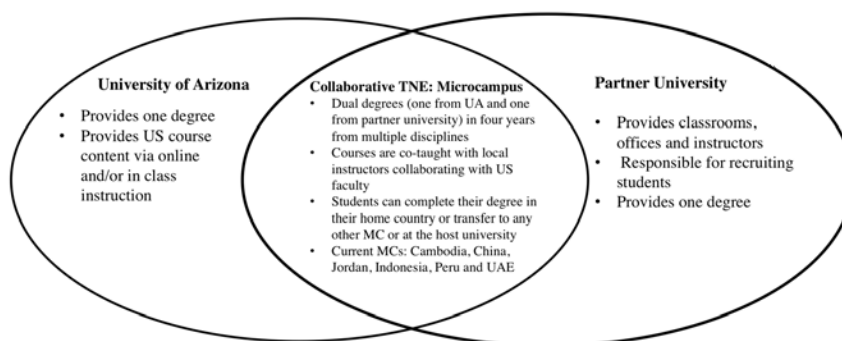 University of Arizona
• Provides one degree
• Provides US course
content via online
and/or in class
instruction
Collaborative TNE: Microcampus
• Dual degrees (one from UA and one
from partner university) in four years
from multiple disciplines
• Courses are co-taught with local
instructors collaborating with US
faculty
• Students can complete their degree in
their home country or transfer to any
other MC or at the host university
• Current MCs: Cambodia, China,
Jordan, Indonesia, Peru and UAE
Partner University
• Provides classrooms,
offices and instructors
• Responsible for recruiting
students
• Provides one degree